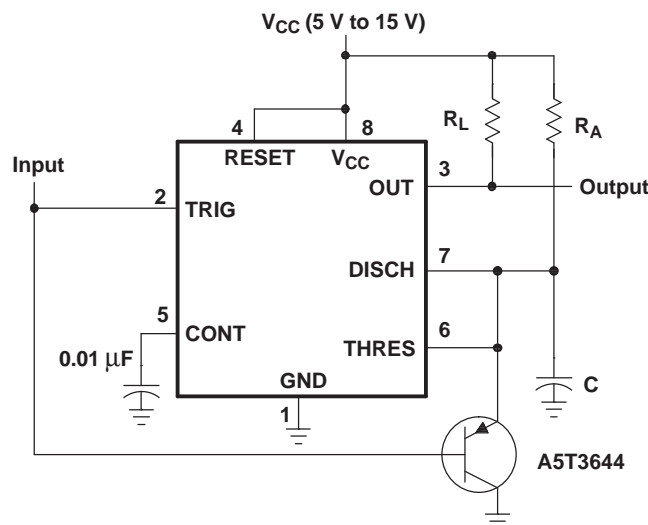 VCC (5 V to 15 V)
RL
RA
4
8
RESET
VCC
Input
3
OUT
Output
2
TRIG
7
DISCH
5
CONT
6
THRES
0.01 μF
GND
1
C
A5T3644